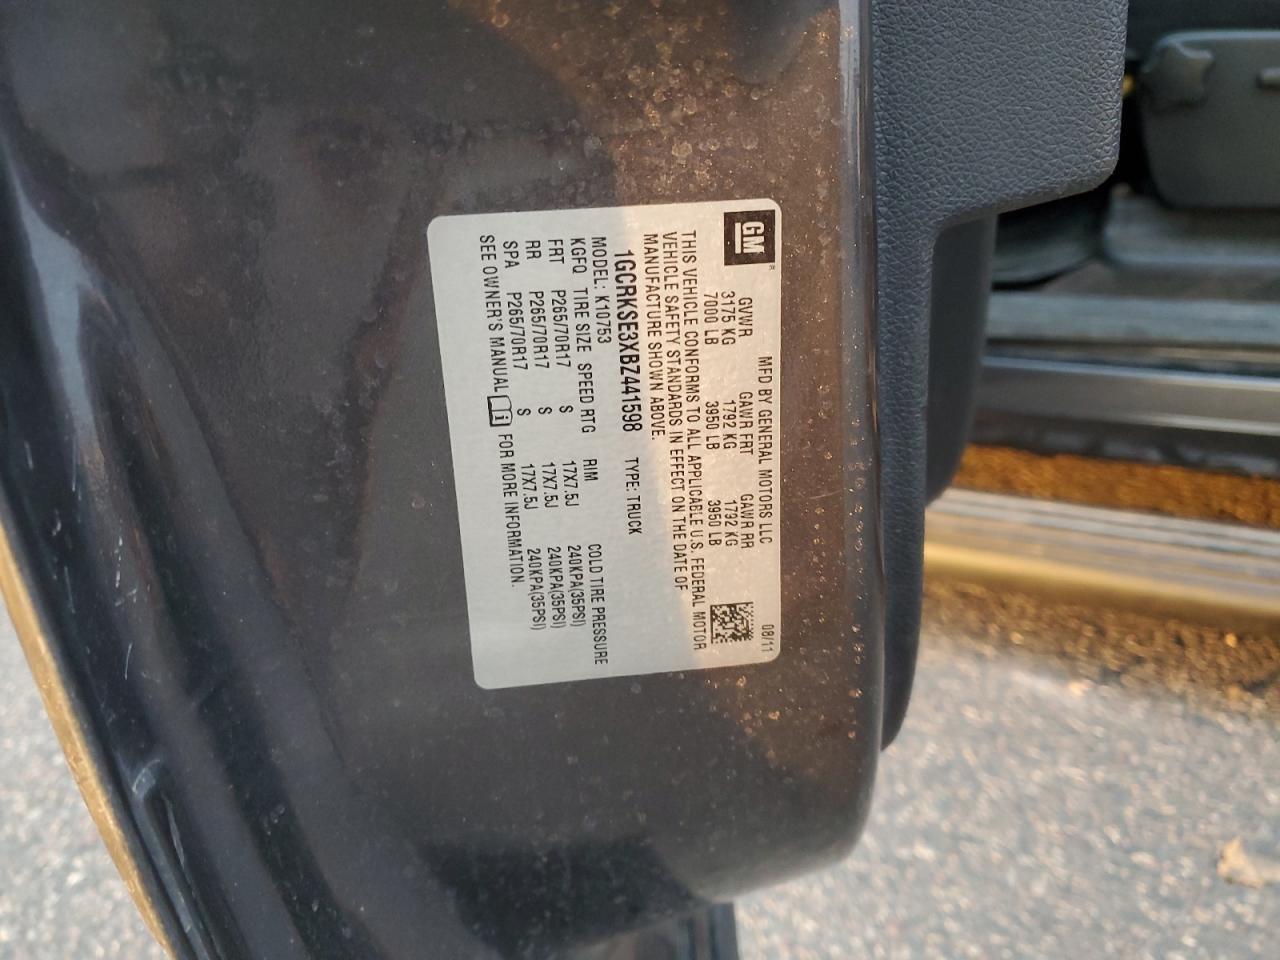 GM®
MFD BY GENERAL MOTORS LLC 08/11
GVWR GAWR FRT GAWR RR
3175 KG 1792 KG 1792 KG
7000 LB 3950 LB 3950 LB
THIS VEHICLE CONFORMS TO ALL APPLICABLE U.S. FEDERAL MOTOR
VEHICLE SAFETY STANDARDS IN EFFECT ON THE DATE OF
MANUFACTURE SHOWN ABOVE.
1GCRKSE3XBZ441598 TYPE: TRUCK
MODEL: K10753
KGFQ TIRE SIZE SPEED RTG RIM COLD TIRE PRESSURE
FRT P265/70R17 S 17X7.5J 240KPA(35PSI)
RR P265/70R17 S 17X7.5J 240KPA(35PSI)
SPA P265/70R17 S 17X7.5J 240KPA(35PSI)
SEE OWNER'S MANUAL i FOR MORE INFORMATION.